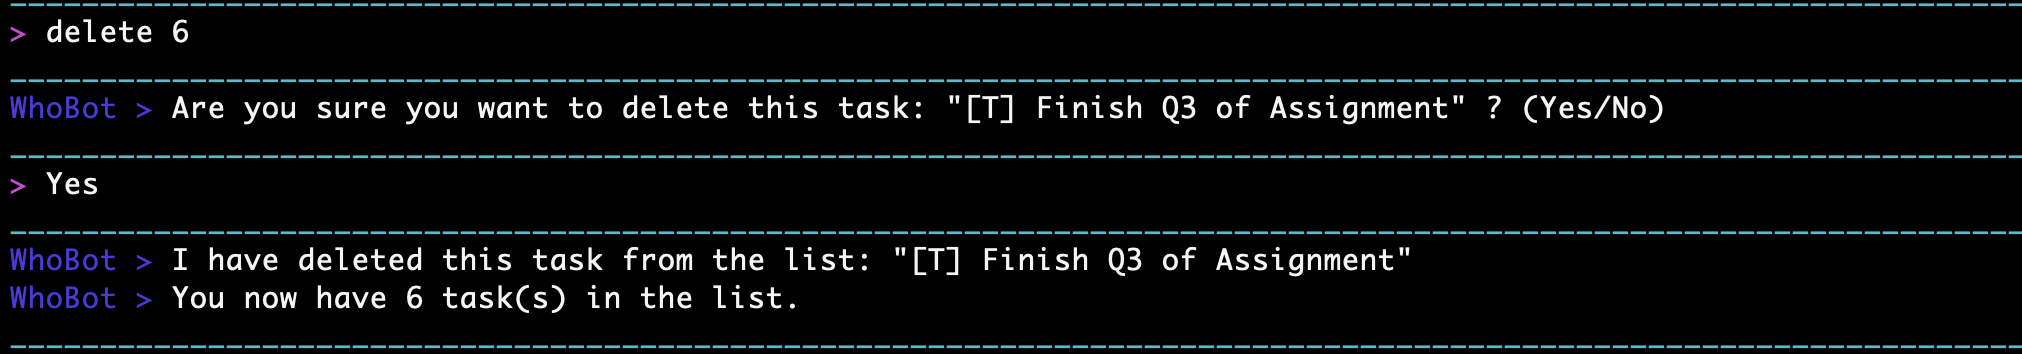 > delete 6
WhoBot > Are you sure you want to delete this task: "[T] Finish Q3 of Assignment" ? (Yes/No)
> Yes
WhoBot > I have deleted this task from the list: "[T] Finish Q3 of Assignment"
WhoBot > You now have 6 task(s) in the list.